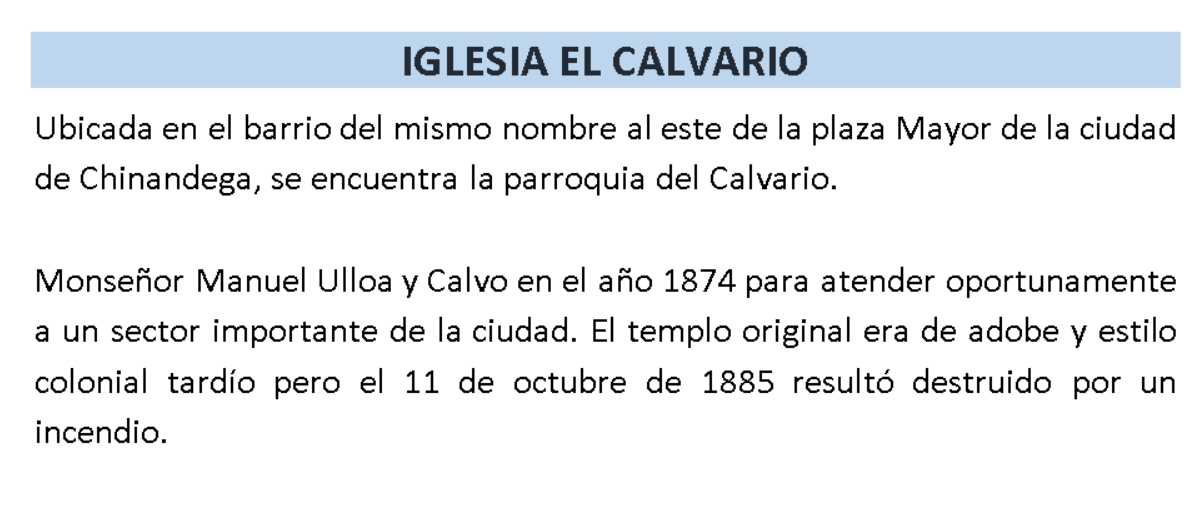 IGLESIA EL CALVARIO
Ubicada en el barrio del mismo nombre al este de la plaza Mayor de la ciudad
de Chinandega, se encuentra la parroquia del Calvario.
Monseñor Manuel Ulloa y Calvo en el año 1874 para atender oportunamente
a un sector importante de la ciudad. El templo original era de adobe y estilo
colonial tardío pero el 11 de octubre de 1885 resultó destruido por un
incendio.